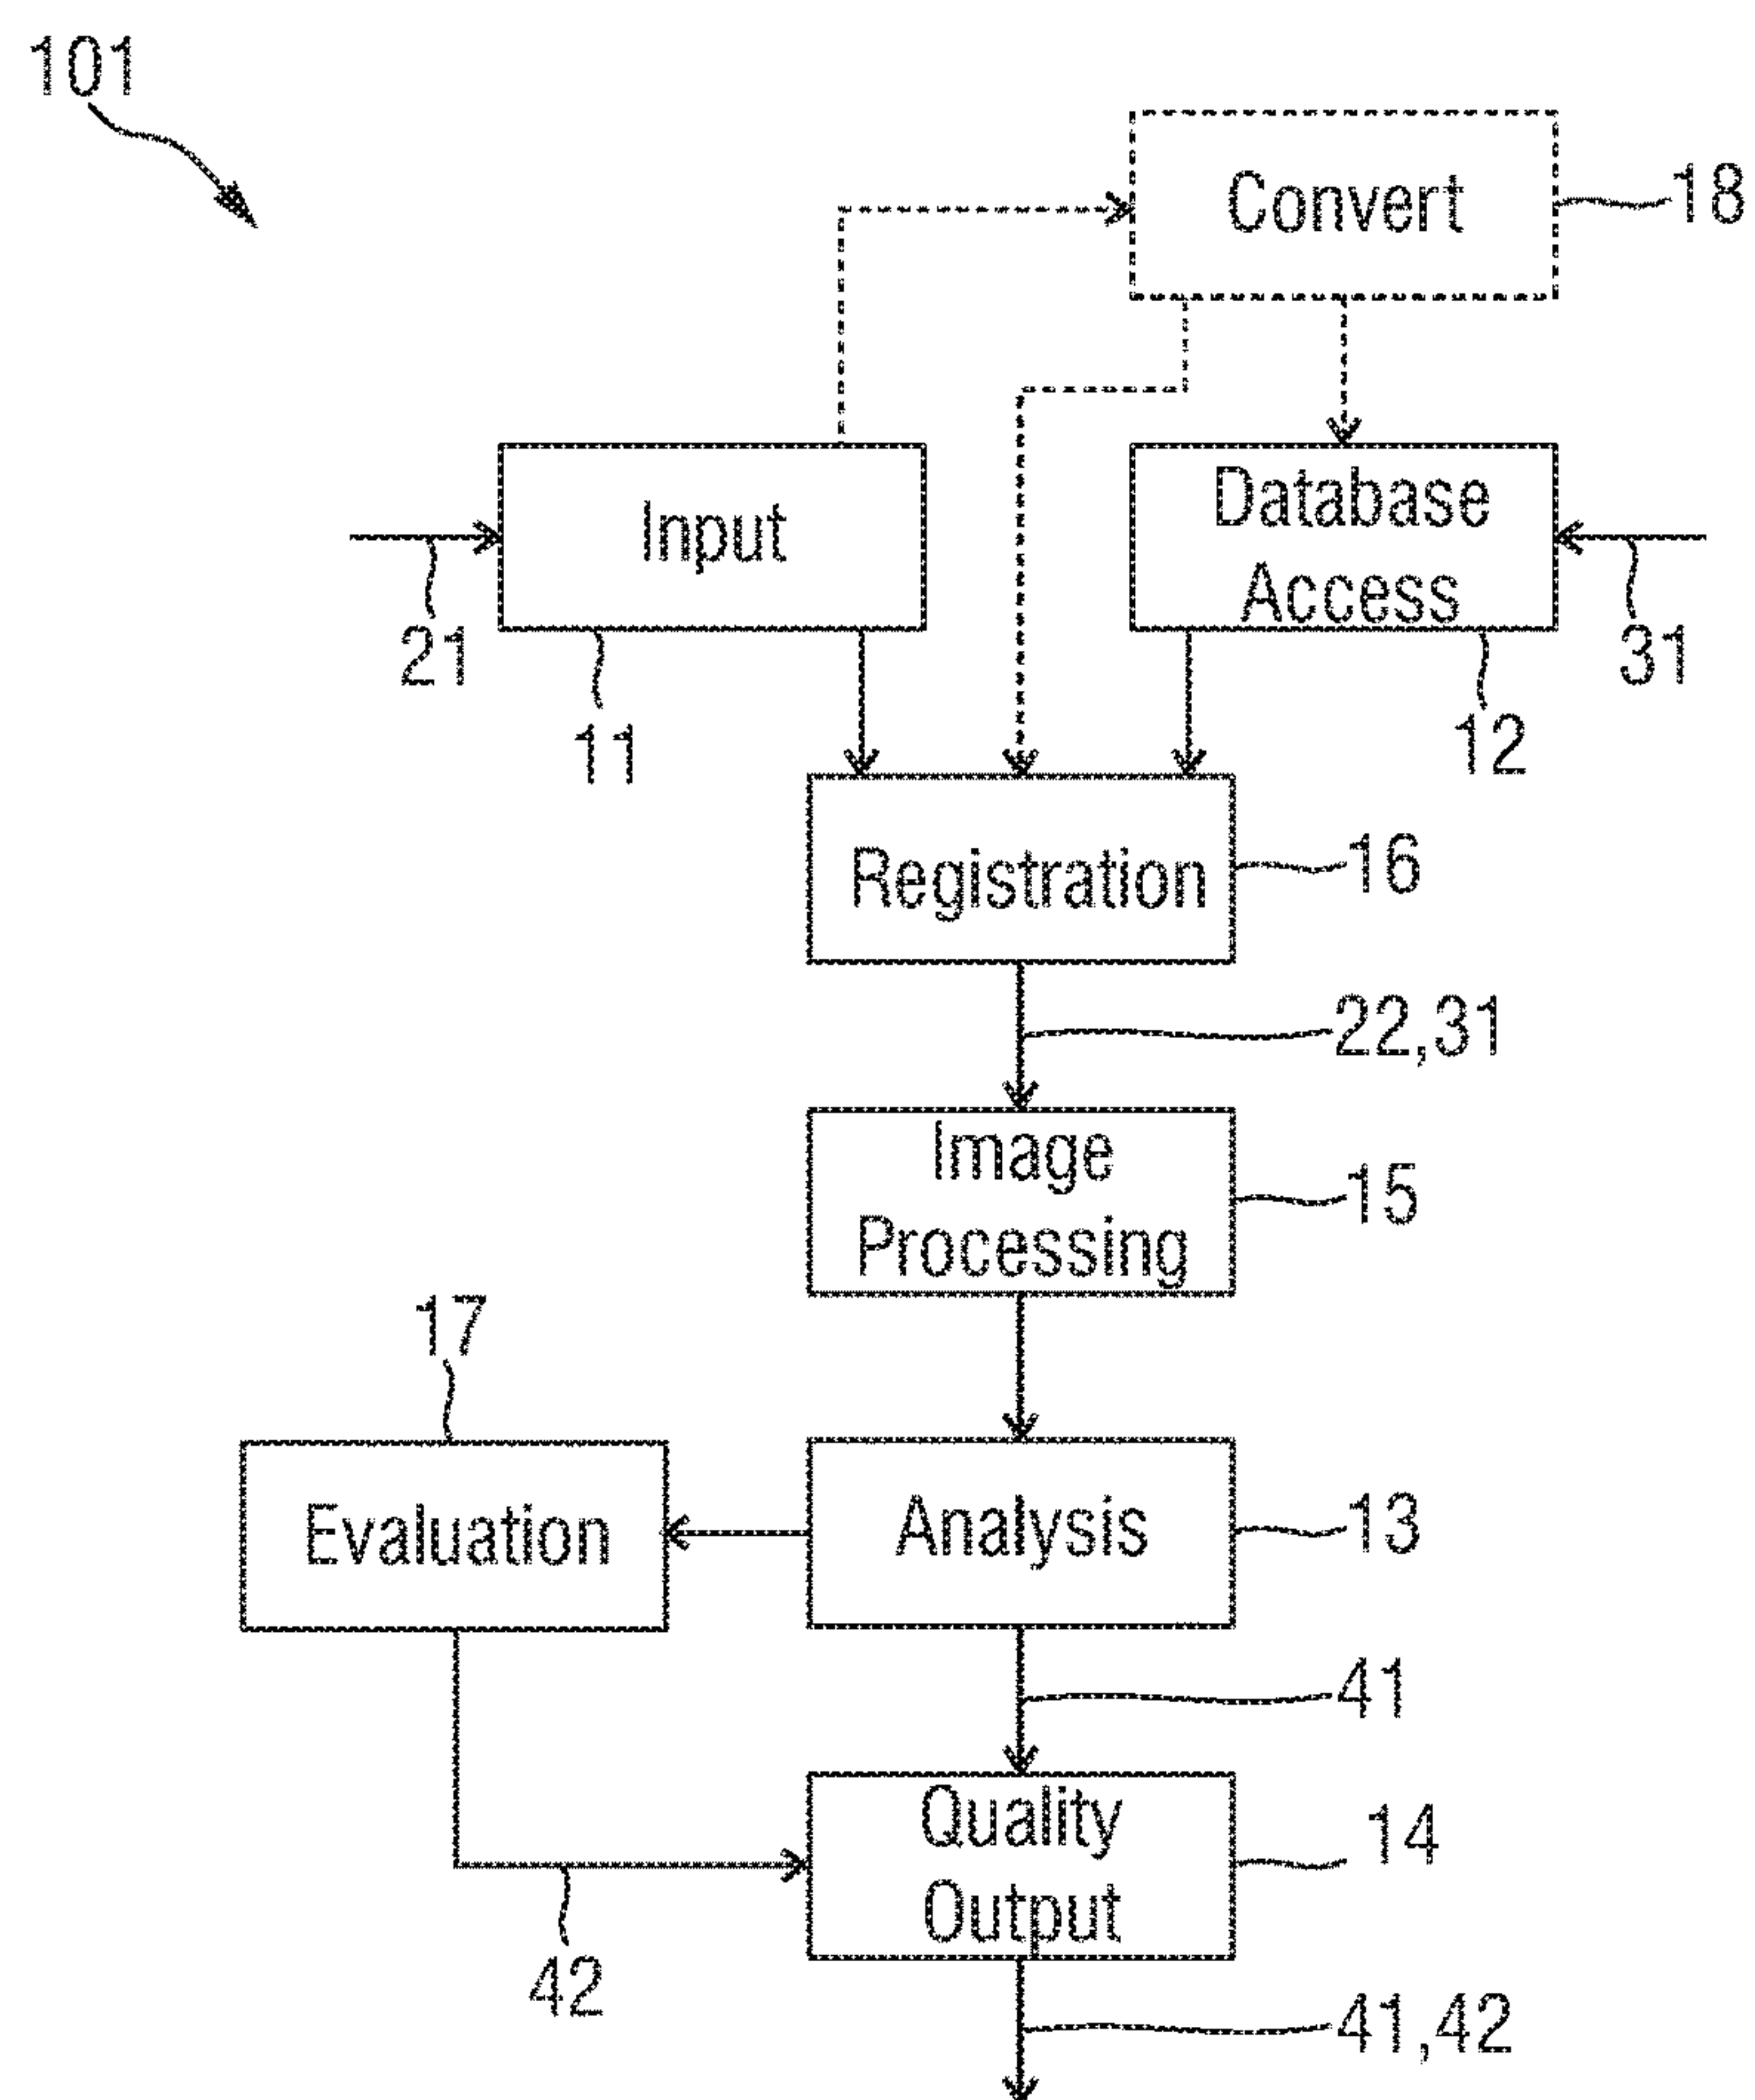 101
Convert
18
Input
Database
Access
21
11
12
31
Registration
16
22,31
Image
Processing
15
17
Evaluation
Analysis
13
41
Quality
Output
14
42
41,42